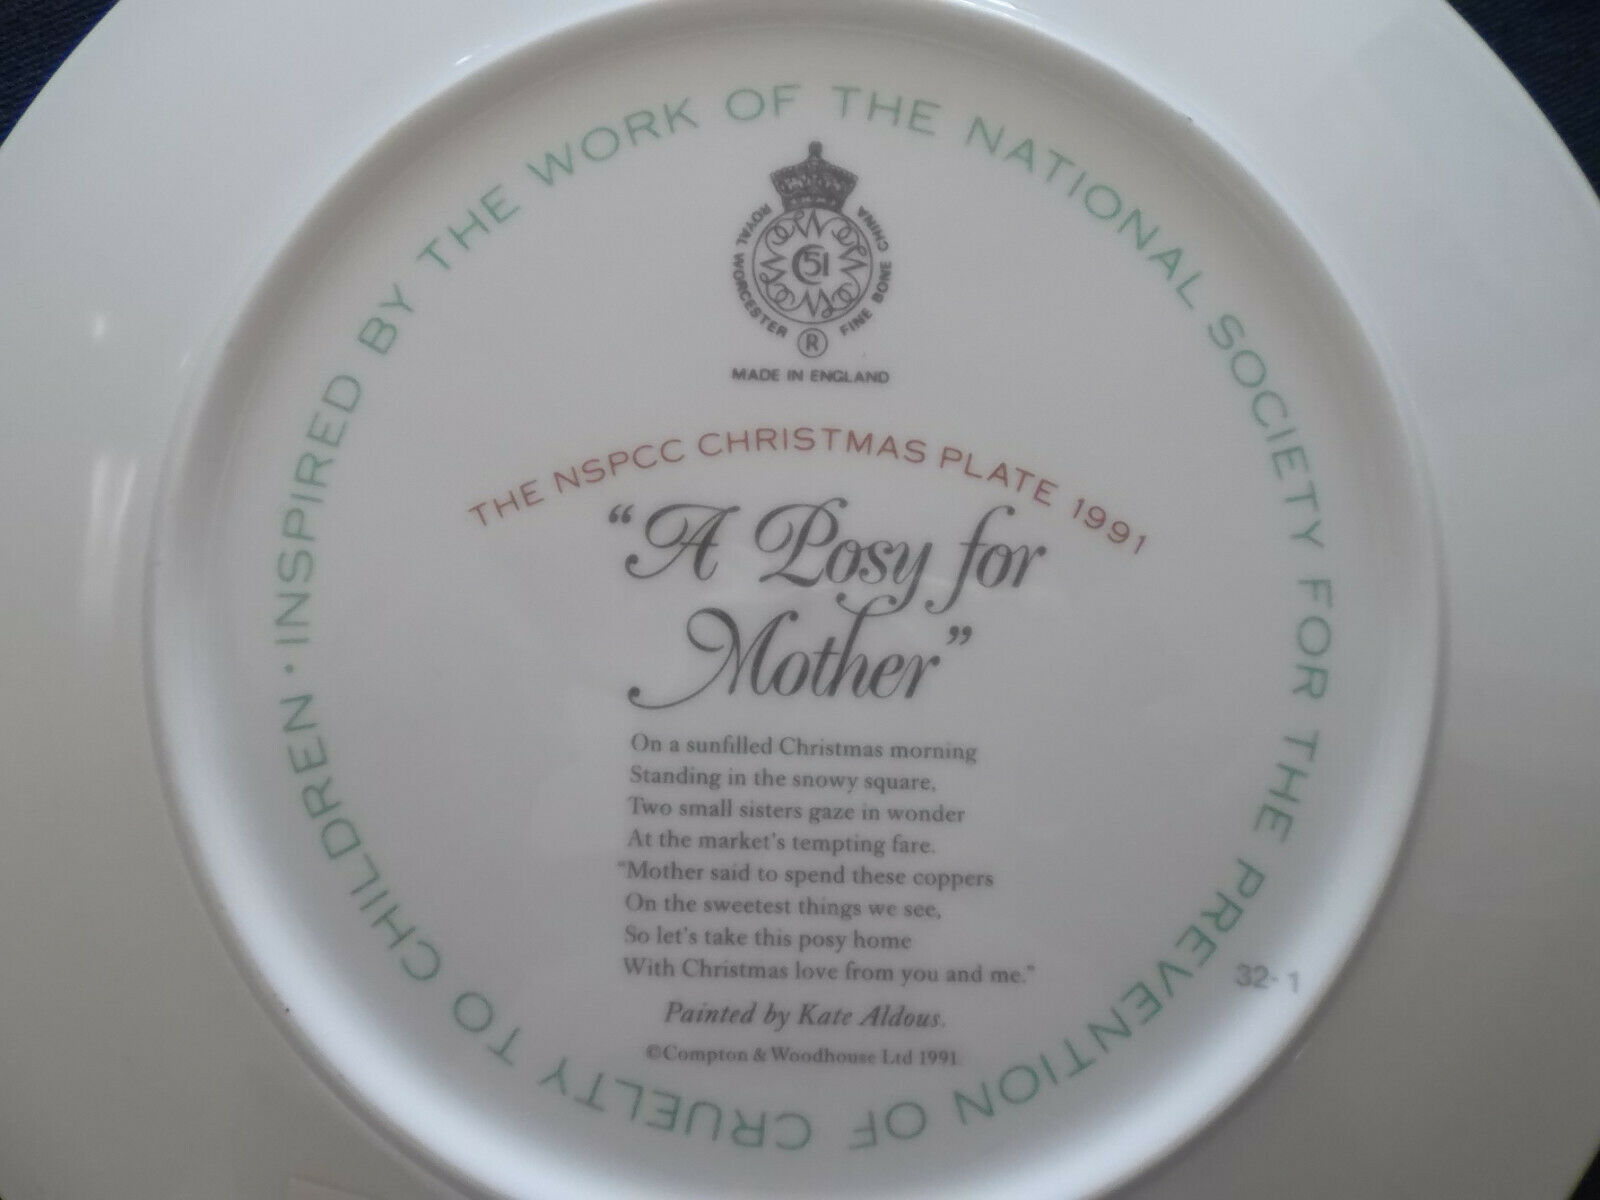 INSPIRED BY THE WORK OF THE NATIONAL SOCIETY FOR THE PREVENTION OF CRUELTY TO CHILDREN ·
51
ROYAL WORCESTER FINE BONE CHINA
®
MADE IN ENGLAND
THE NSPCC CHRISTMAS PLATE 1991
“A Posy for
Mother”
On a sunfilled Christmas morning
Standing in the snowy square,
Two small sisters gaze in wonder
At the market's tempting fare.
“Mother said to spend these coppers
On the sweetest things we see,
So let's take this posy home
With Christmas love from you and me.”
Painted by Kate Aldous.
©Compton & Woodhouse Ltd 1991
32-1